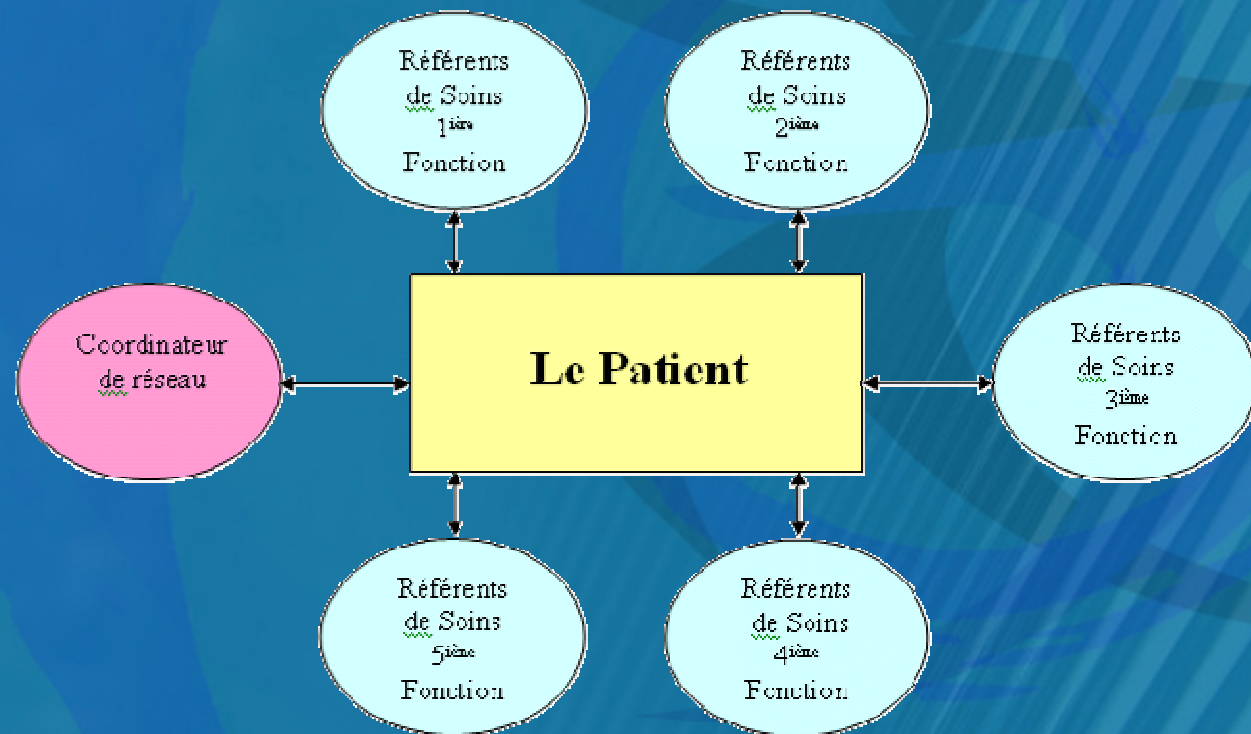 Référents
de Soins
1ière
Fonction
Référents
de Soins
2ième
Fonction
Coordinateur
de réseau
Le Patient
Référents
de Soins
3ième
Fonction
Référents
de Soins
5ième
Fonction
Référents
de Soins
4ième
Fonction